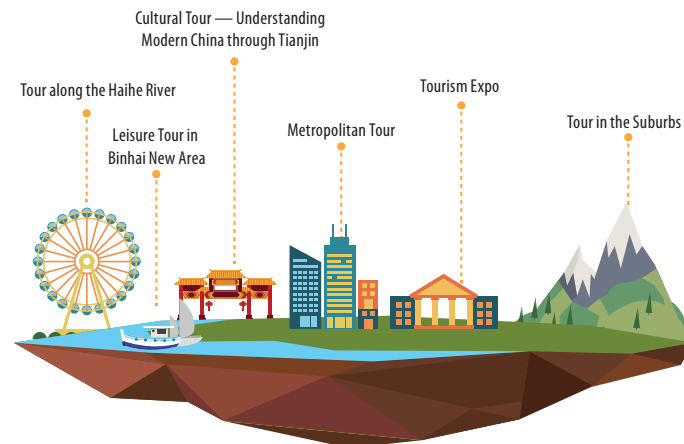 Cultural Tour — Understanding
Modern China through Tianjin
Tour along the Haihe River
Tourism Expo
Leisure Tour in
Binhai New Area
Metropolitan Tour
Tour in the Suburbs